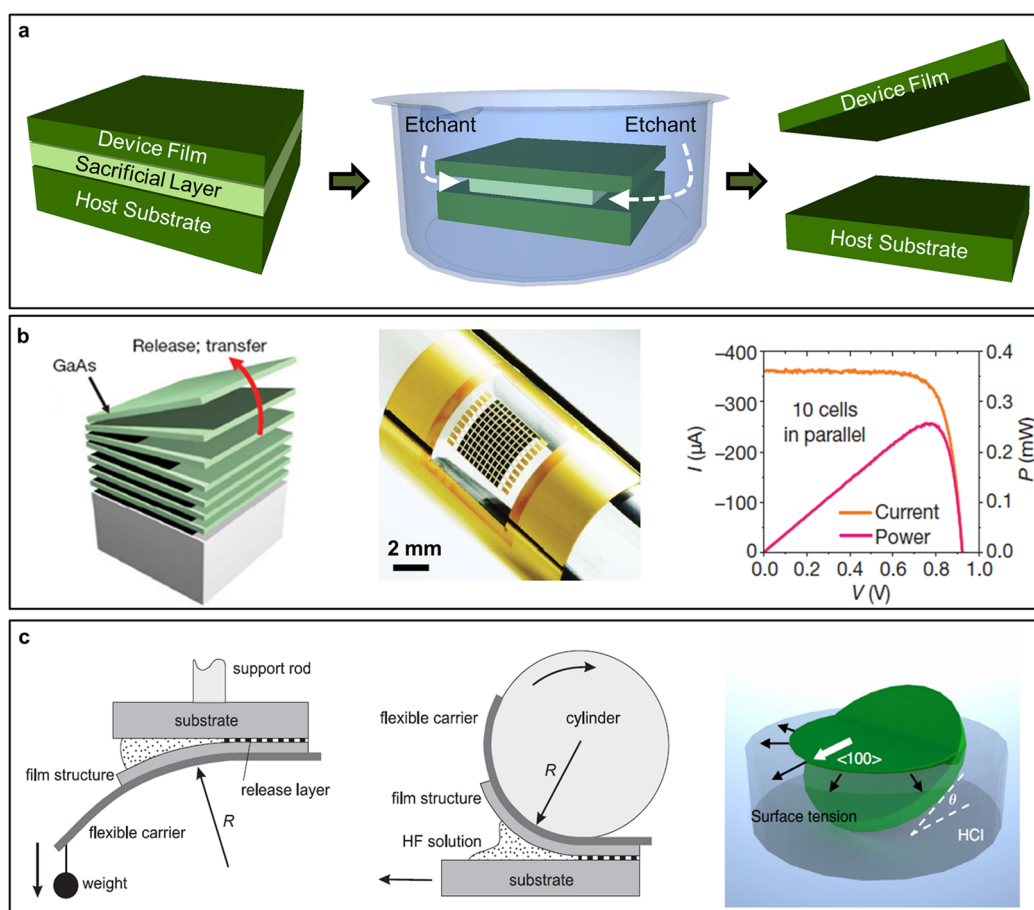 a
Device Film
Sacrificial Layer
Host Substrate
Etchant
Etchant
Device Film
Host Substrate
b
Release; transfer
GaAs
2 mm
–400
–300
–200
–100
0
I (µA)
10 cells
in parallel
Current
Power
0.4
0.3
0.2
0.1
0.0
P (mW)
0.0
0.2
0.4
0.6
0.8
1.0
V (V)
c
support rod
substrate
film structure
release layer
flexible carrier
R
weight
flexible carrier
cylinder
R
film structure
HF solution
substrate
<100>
Surface tension
θ
HCl